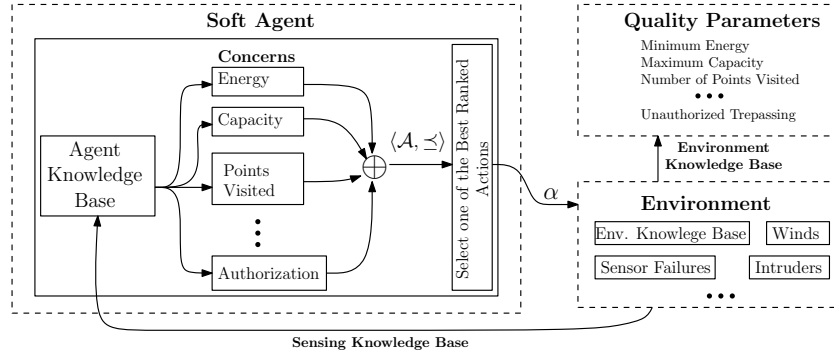 Soft Agent
Concerns
Energy
Capacity
Points
Visited
Authorization
Agent
Knowledge
Base
⟨𝒜, ⪯⟩
Select one of the Best Ranked
Actions
α
Quality Parameters
Minimum Energy
Maximum Capacity
Number of Points Visited
Unauthorized Trepassing
Environment
Knowledge Base
Environment
Env. Knowlege Base
Winds
Sensor Failures
Intruders
Sensing Knowledge Base